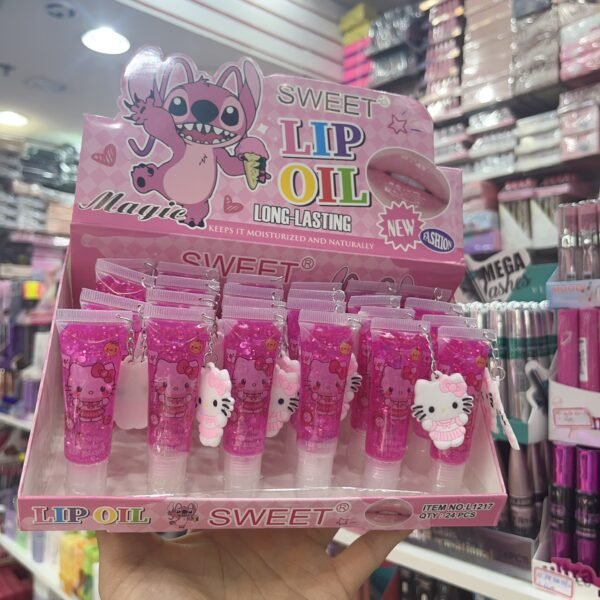 SWEET®
LIP
OIL
LONG-LASTING
Magic
KEEPS IT MOISTURIZED AND NATURALLY
NEW
FASHION
SWEET®
MEGA
lashes
LIP OIL
SWEET®
ITEM NO:L1217
QTY: 24 PCS